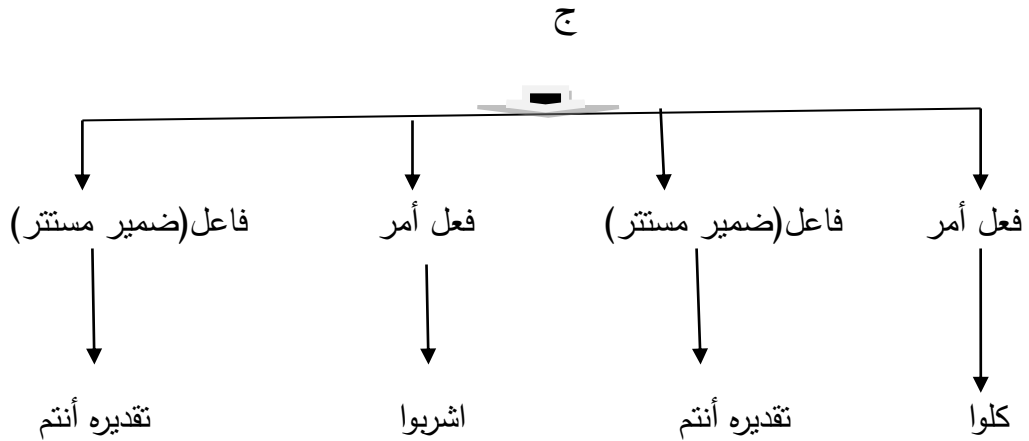 ج
فعل أمر فاعل(ضمير مستتر) فعل أمر فاعل(ضمير مستتر)
كلوا تقديره أنتم اشربوا تقديره أنتم